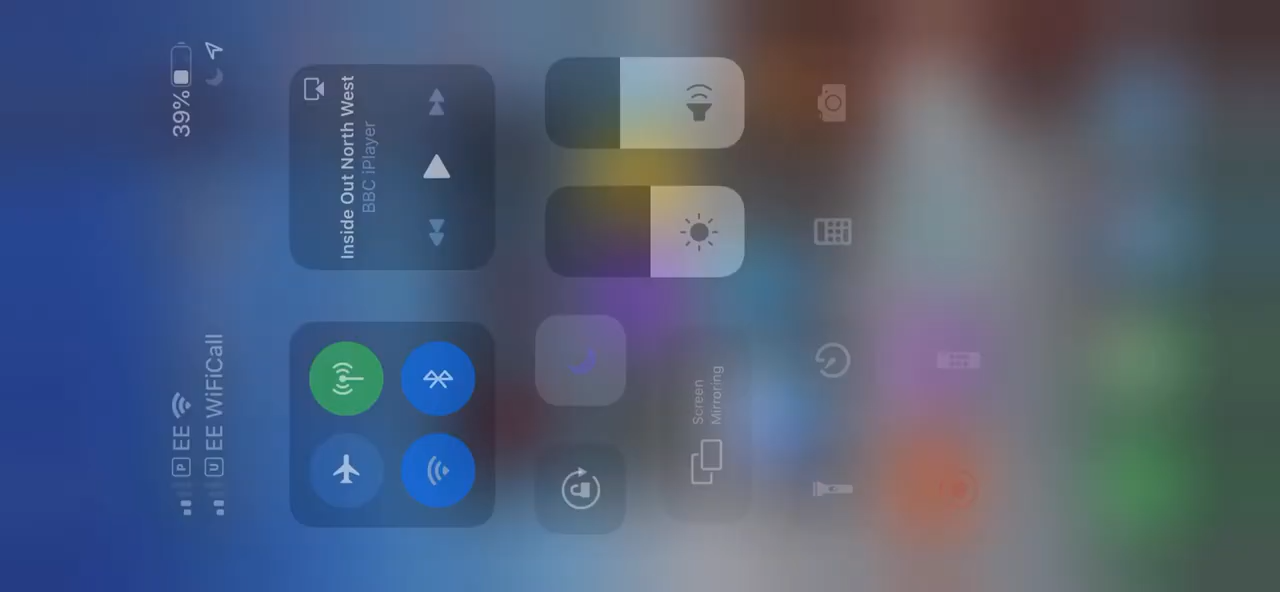 P EE
39%
U EE WiFiCall
Inside Out North West
BBC iPlayer
Screen
Mirroring